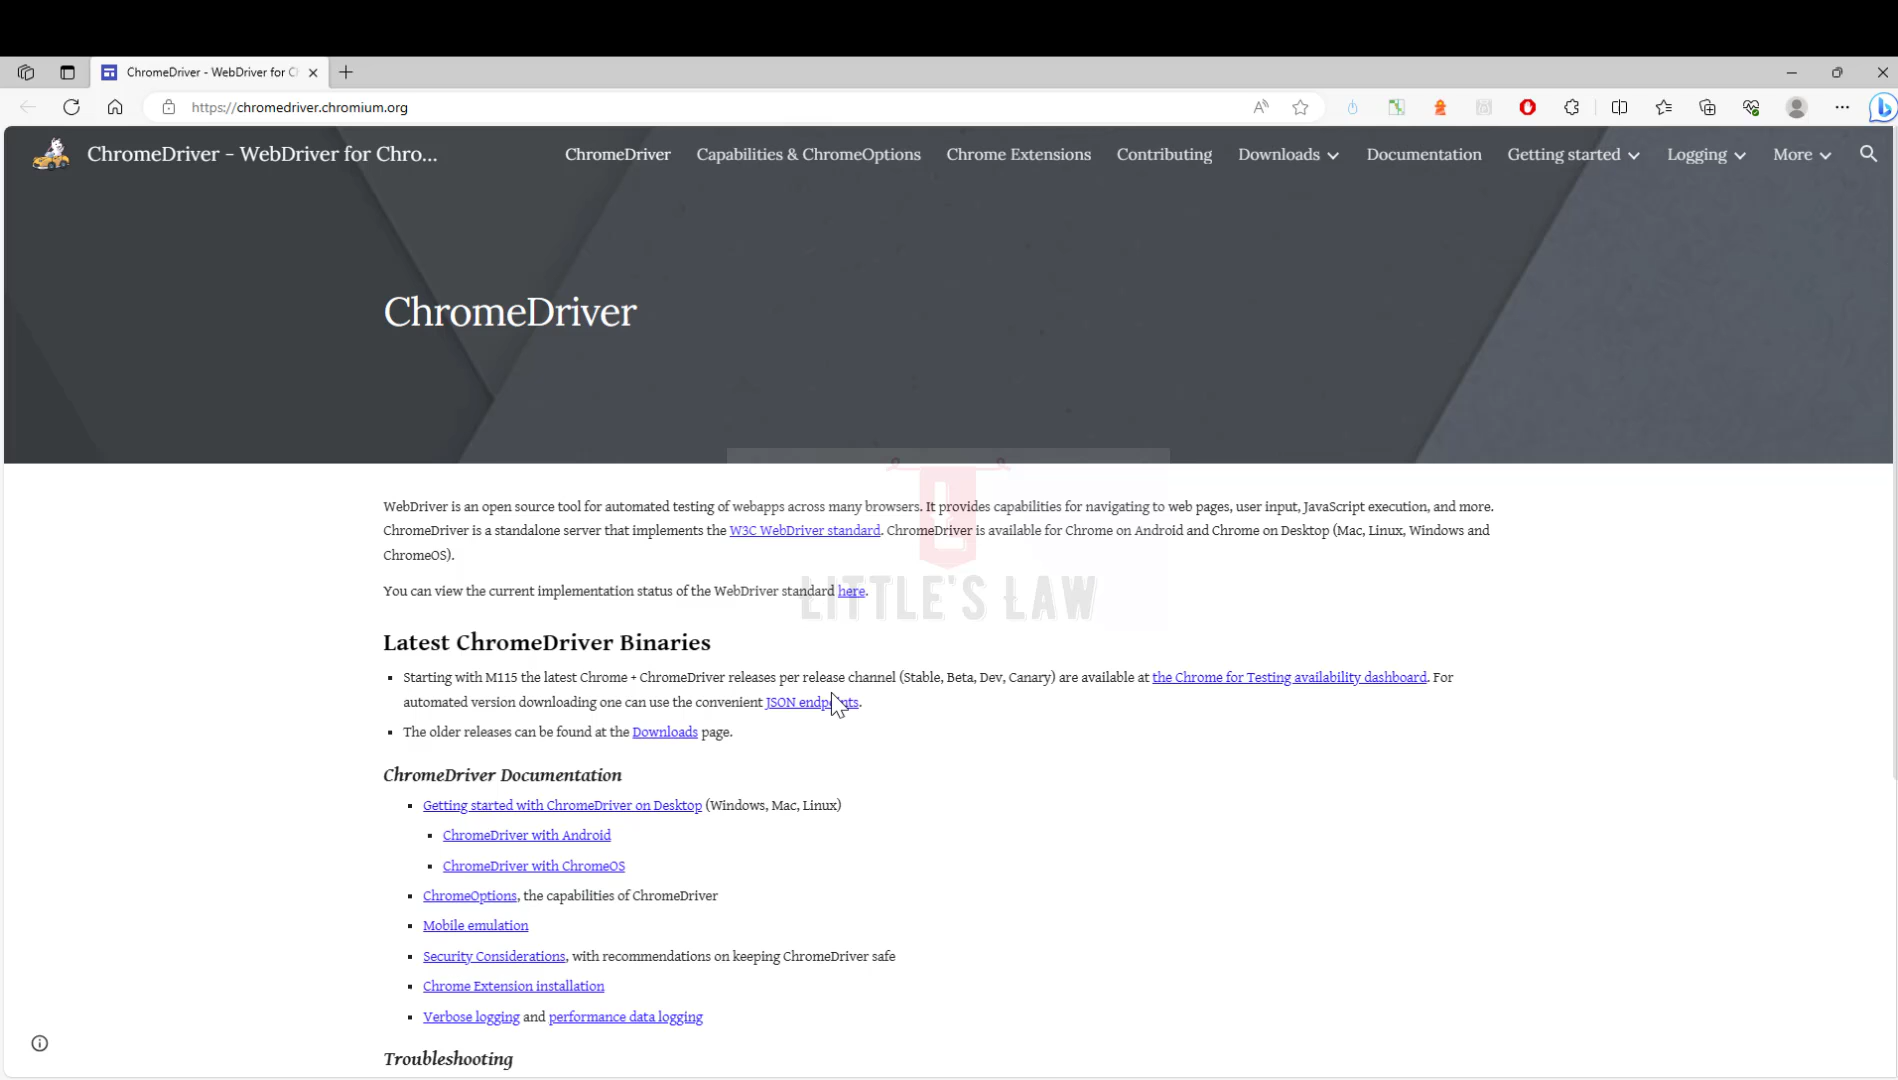 ChromeDriver - WebDriver for Cl
https://chromedriver.chromium.org
ChromeDriver - WebDriver for Chro...
ChromeDriver
Capabilities & ChromeOptions
Chrome Extensions
Contributing
Downloads
Documentation
Getting started
Logging
More
ChromeDriver
WebDriver is an open source tool for automated testing of webapps across many browsers. It provides capabilities for navigating to web pages, user input, JavaScript execution, and more.
ChromeDriver is a standalone server that implements the W3C WebDriver standard. ChromeDriver is available for Chrome on Android and Chrome on Desktop (Mac, Linux, Windows and
ChromeOS).
You can view the current implementation status of the WebDriver standard here.
L
LITTLE'S LAW
Latest ChromeDriver Binaries
Starting with M115 the latest Chrome + ChromeDriver releases per release channel (Stable, Beta, Dev, Canary) are available at the Chrome for Testing availability dashboard. For
automated version downloading one can use the convenient JSON endpoints.
The older releases can be found at the Downloads page.
ChromeDriver Documentation
Getting started with ChromeDriver on Desktop (Windows, Mac, Linux)
ChromeDriver with Android
ChromeDriver with ChromeOS
ChromeOptions, the capabilities of ChromeDriver
Mobile emulation
Security Considerations, with recommendations on keeping ChromeDriver safe
Chrome Extension installation
Verbose logging and performance data logging
Troubleshooting